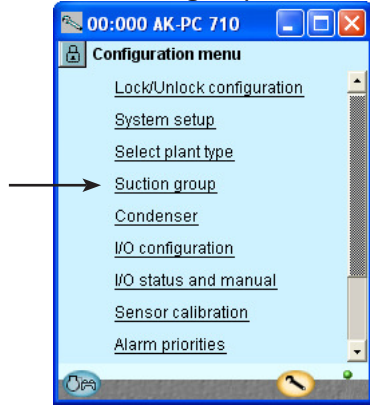 00:000 AK-PC 710
Configuration menu
Lock/Unlock configuration
System setup
Select plant type
Suction group
Condenser
I/O configuration
I/O status and manual
Sensor calibration
Alarm priorities